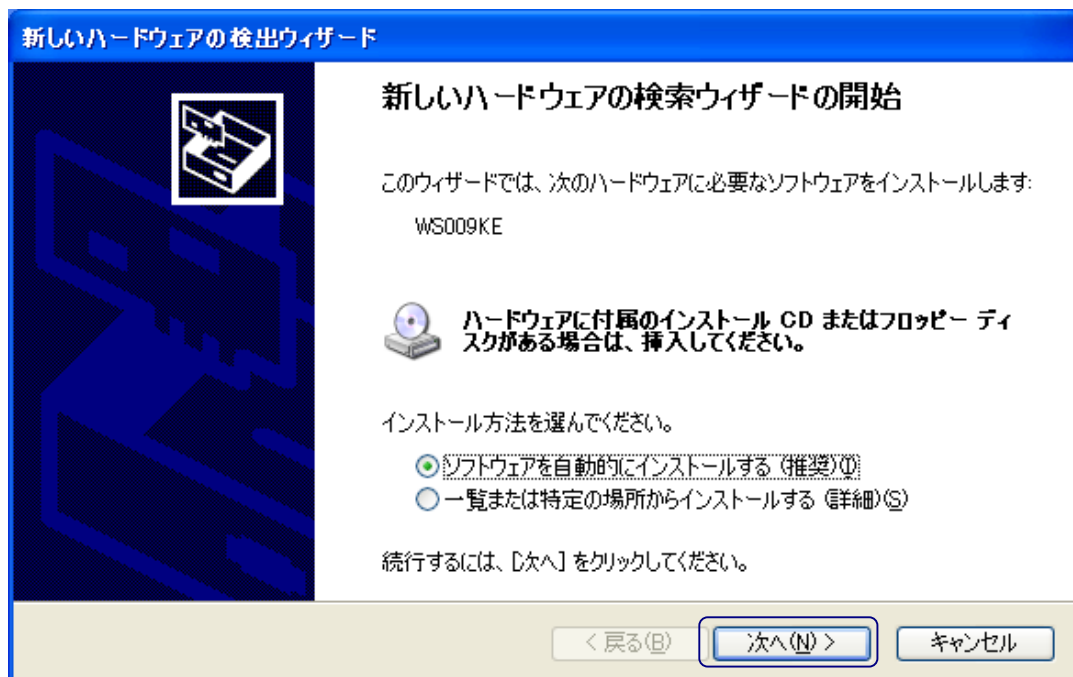 新しいハードウェアの検出ウィザード
新しいハードウェアの検索ウィザードの開始
このウィザードでは、次のハードウェアに必要なソフトウェアをインストールします:
WS009KE
ハードウェアに付属のインストール CD またはフロッピー ディ
スクがある場合は、挿入してください。
インストール方法を選んでください。
ソフトウェアを自動的にインストールする (推奨)(I)
一覧または特定の場所からインストールする (詳細)(S)
続行するには、[次へ] をクリックしてください。
< 戻る(B)
次へ(N) >
キャンセル